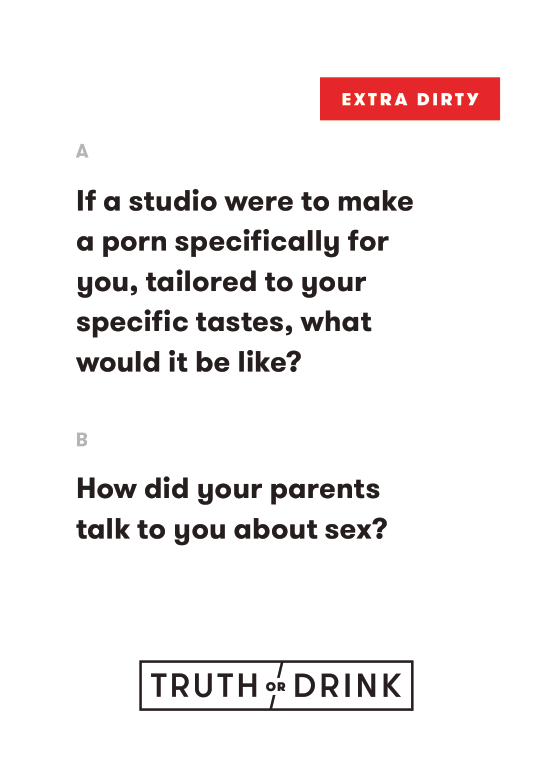 EXTRA DIRTY
A
If a studio were to make
a porn specifically for
you, tailored to your
specific tastes, what
would it be like?
B
How did your parents
talk to you about sex?
TRUTH OR DRINK